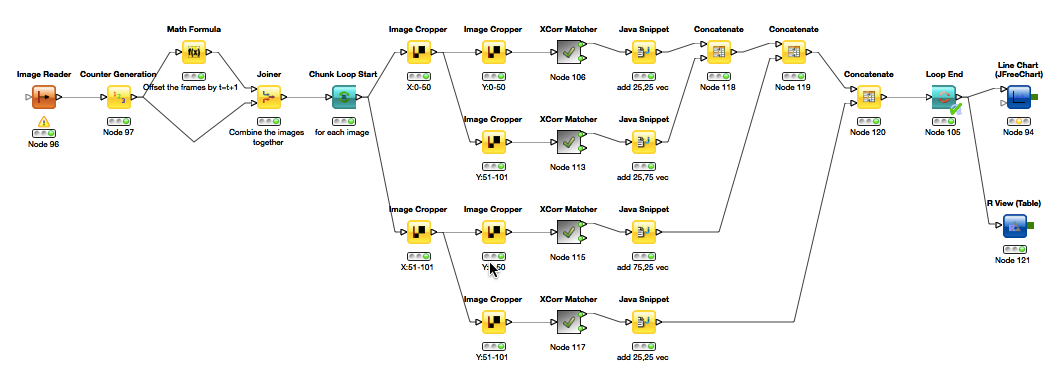 Math Formula
f(x)
Offset the frames by t=t+1
Image Reader
Node 96
Counter Generation
Node 97
Joiner
Combine the images
together
Chunk Loop Start
for each image
Image Cropper
X:0-50
Image Cropper
Y:0-50
XCorr Matcher
Node 106
Java Snippet
add 25,25 vec
Concatenate
Node 118
Concatenate
Node 119
Image Cropper
Y:51-101
XCorr Matcher
Node 113
Java Snippet
add 25,75 vec
Concatenate
Node 120
Loop End
Node 105
Line Chart
(JFreeChart)
Node 94
Image Cropper
X:51-101
Image Cropper
50
XCorr Matcher
Node 115
Java Snippet
add 75,25 vec
R View (Table)
Node 121
Image Cropper
Y:51-101
XCorr Matcher
Node 117
Java Snippet
add 25,25 vec